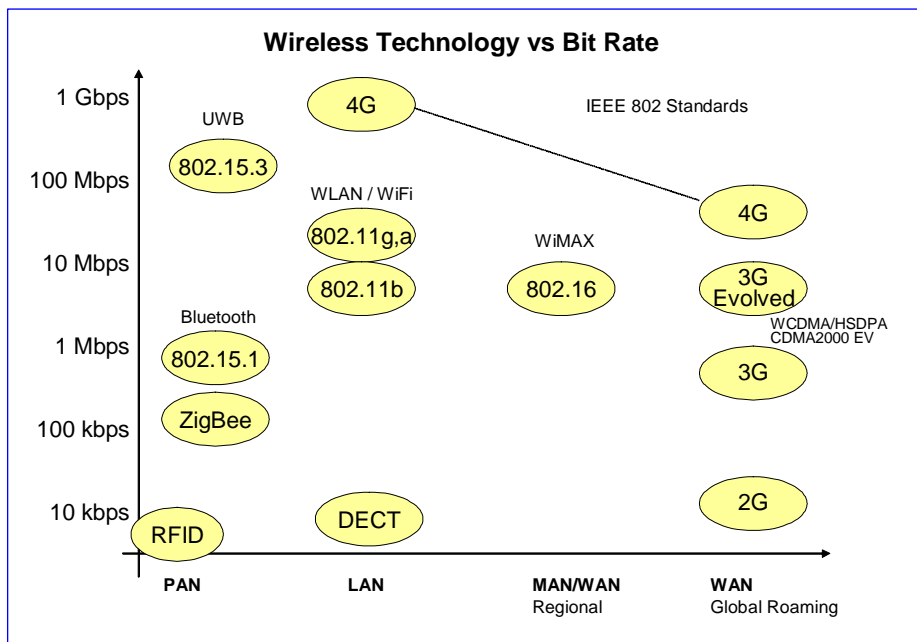 Wireless Technology vs Bit Rate
1 Gbps
4G
IEEE 802 Standards
UWB
802.15.3
100 Mbps
WLAN / WiFi
4G
802.11g,a
WiMAX
10 Mbps
802.11b
802.16
3G
Evolved
Bluetooth
WCDMA/HSDPA
CDMA2000 EV
1 Mbps
802.15.1
3G
ZigBee
100 kbps
2G
10 kbps
DECT
RFID
PAN
LAN
MAN/WAN
WAN
Regional
Global Roaming